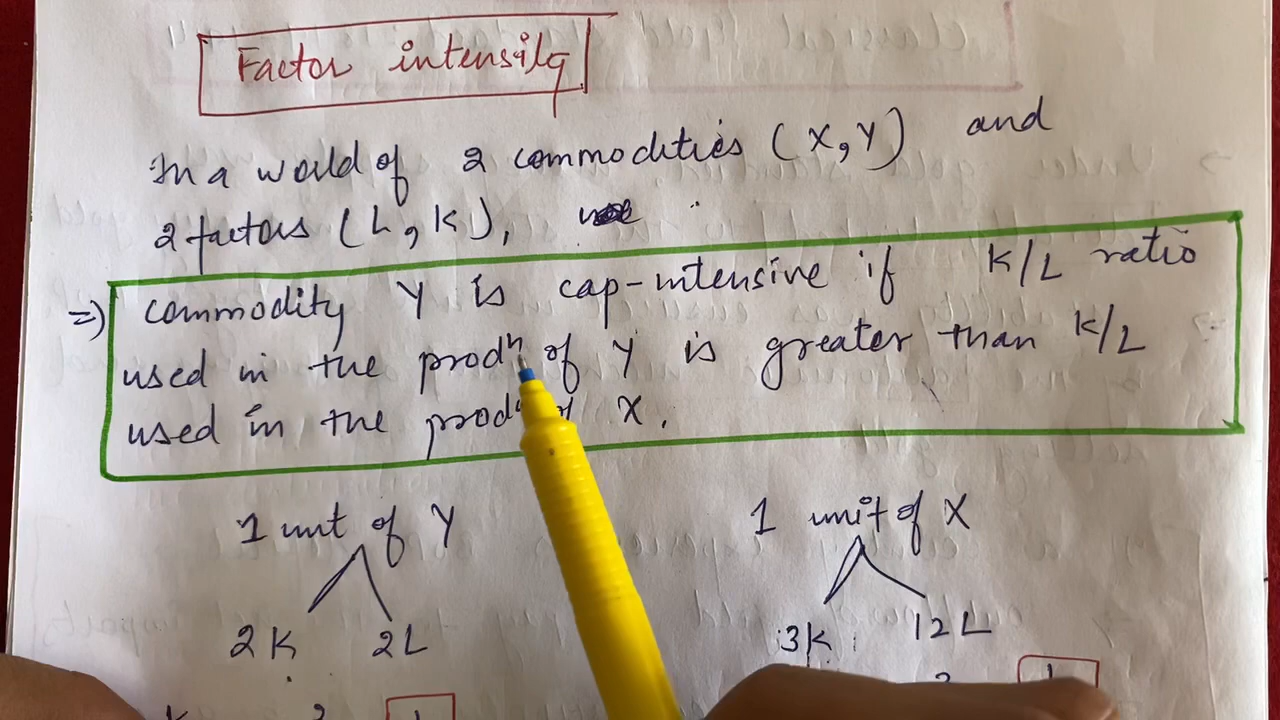 Factor intensity
In a world of 2 commodities (X, Y) and
2 factors (L, K),
=) commodity Y is cap-intensive if K/L ratio
used in the prodn of Y is greater than K/L
used in the prodn of X.
1 unt of Y 1 unit of X
2K 2L 3K 12L